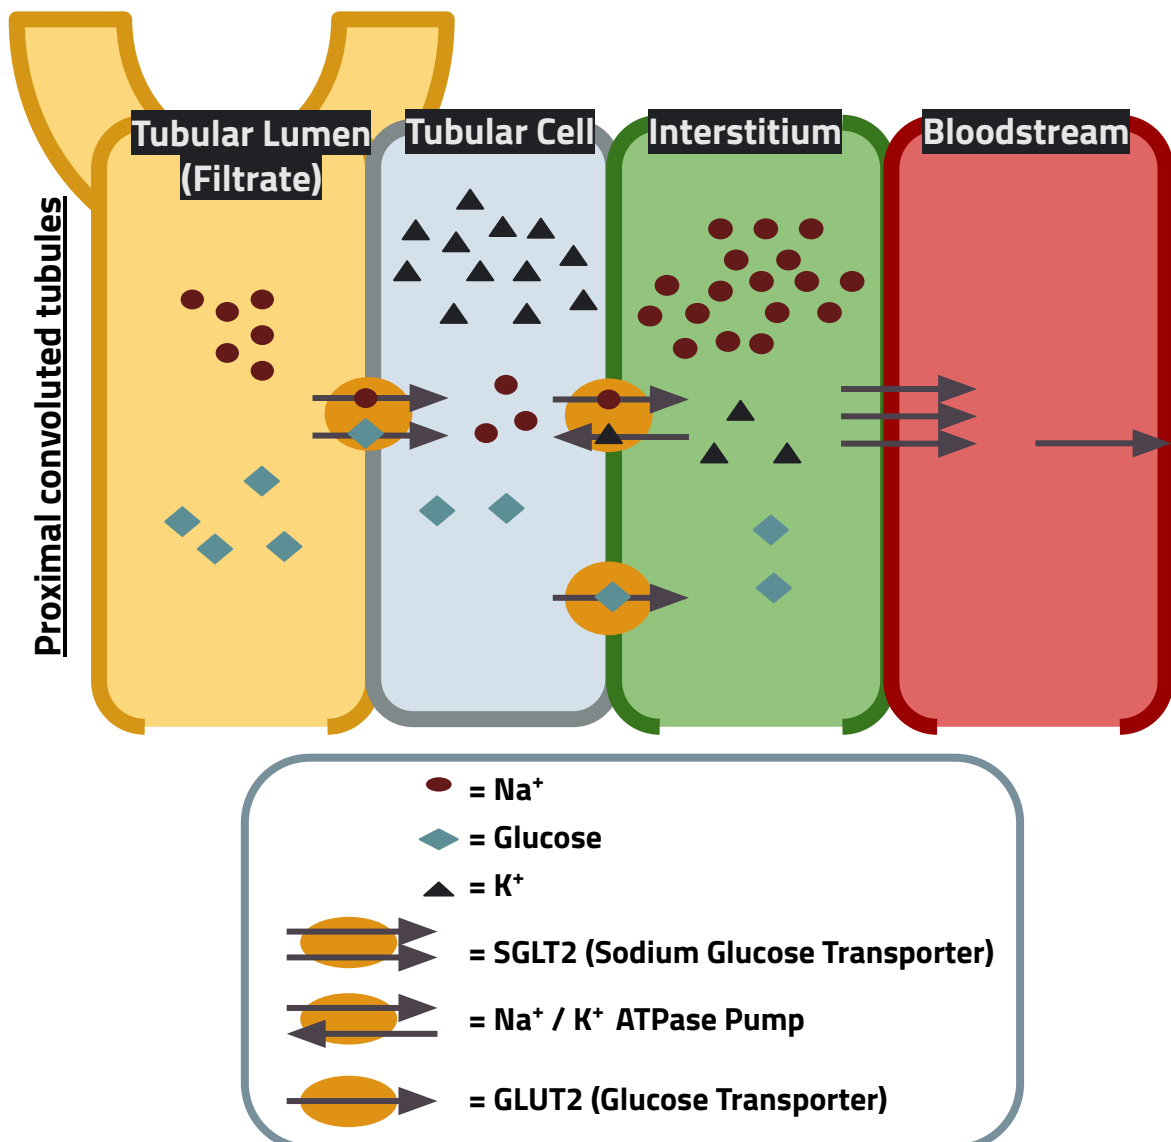 Tubular Lumen
(Filtrate)
Tubular Cell
Interstitium
Bloodstream
Proximal convoluted tubules
= Na⁺
= Glucose
= K⁺
= SGLT2 (Sodium Glucose Transporter)
= Na⁺ / K⁺ ATPase Pump
= GLUT2 (Glucose Transporter)